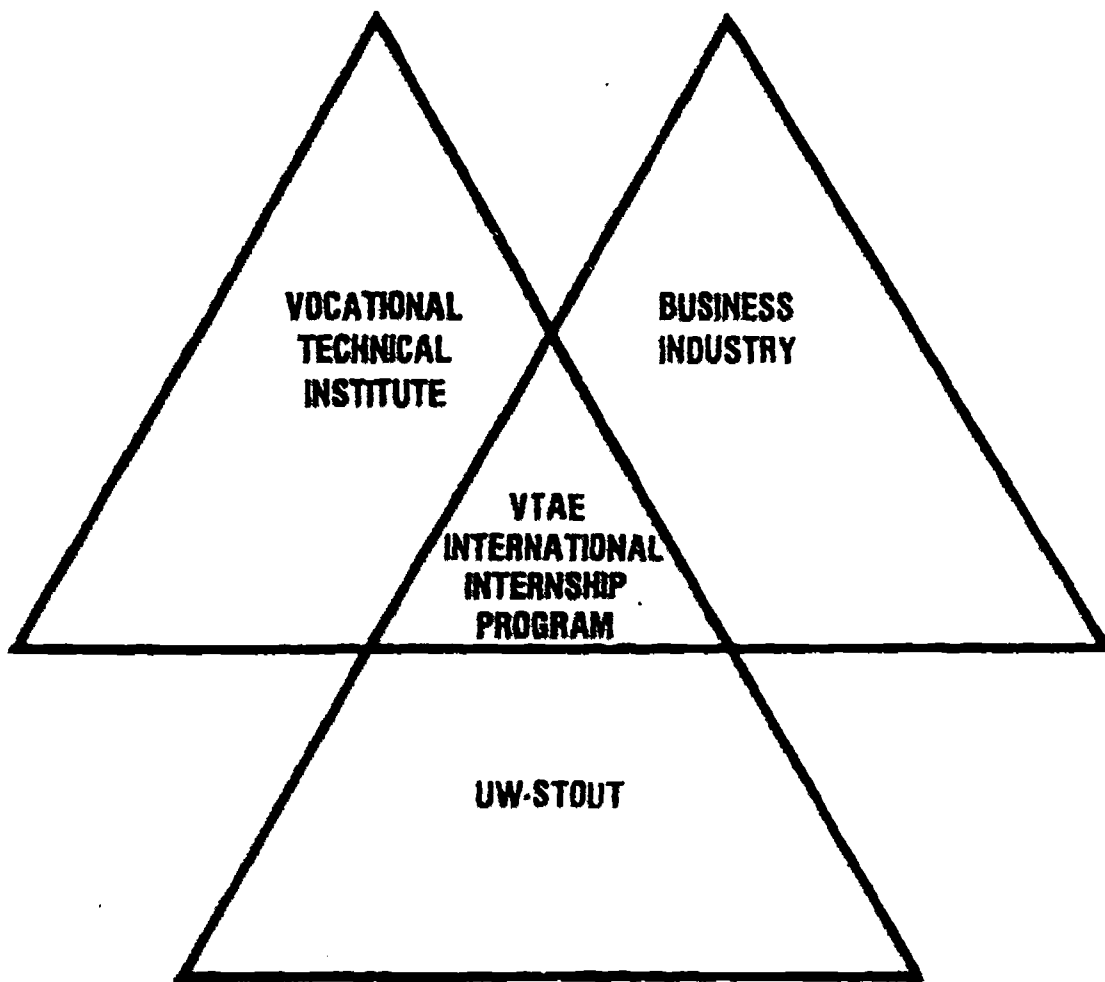 VOCATIONAL
TECHNICAL
INSTITUTE
BUSINESS
INDUSTRY
VTAE
INTERNATIONAL
INTERNSHIP
PROGRAM
UW-STOUT